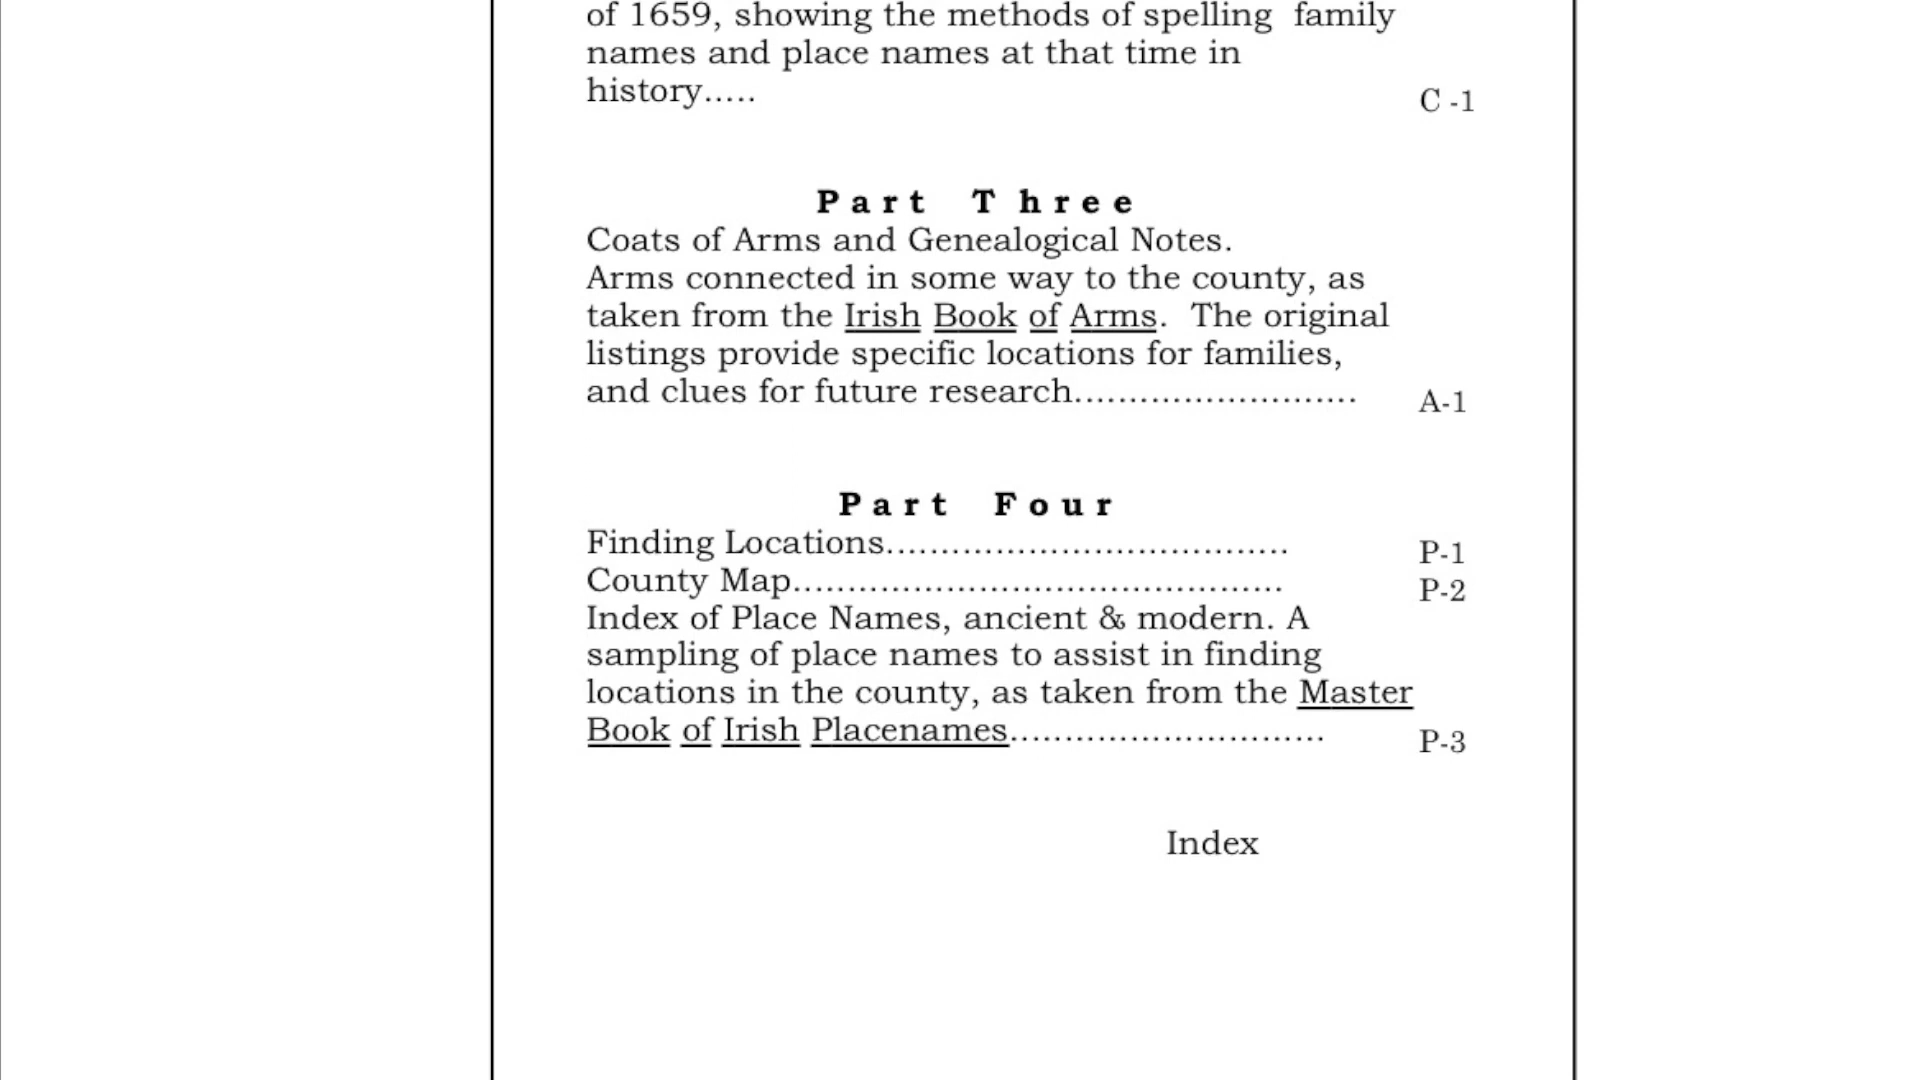 of 1659, showing the methods of spelling  family
names and place names at that time in
history.....
C -1
Part Three
Coats of Arms and Genealogical Notes.
Arms connected in some way to the county, as
taken from the Irish Book of Arms.  The original
listings provide specific locations for families,
and clues for future research..........................
A-1
Part Four
Finding Locations.....................................
P-1
County Map.............................................
P-2
Index of Place Names, ancient & modern. A
sampling of place names to assist in finding
locations in the county, as taken from the Master
Book of Irish Placenames.............................
P-3
Index